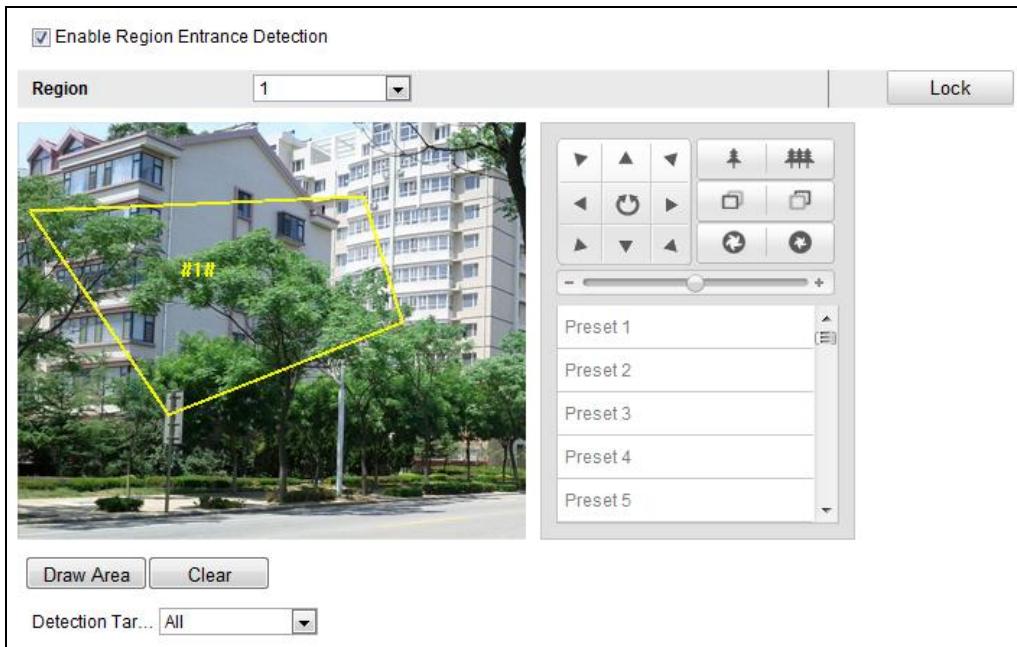 Enable Region Entrance Detection
Region 1 Lock
#1#
Preset 1
Preset 2
Preset 3
Preset 4
Preset 5
Draw Area Clear
Detection Tar... All